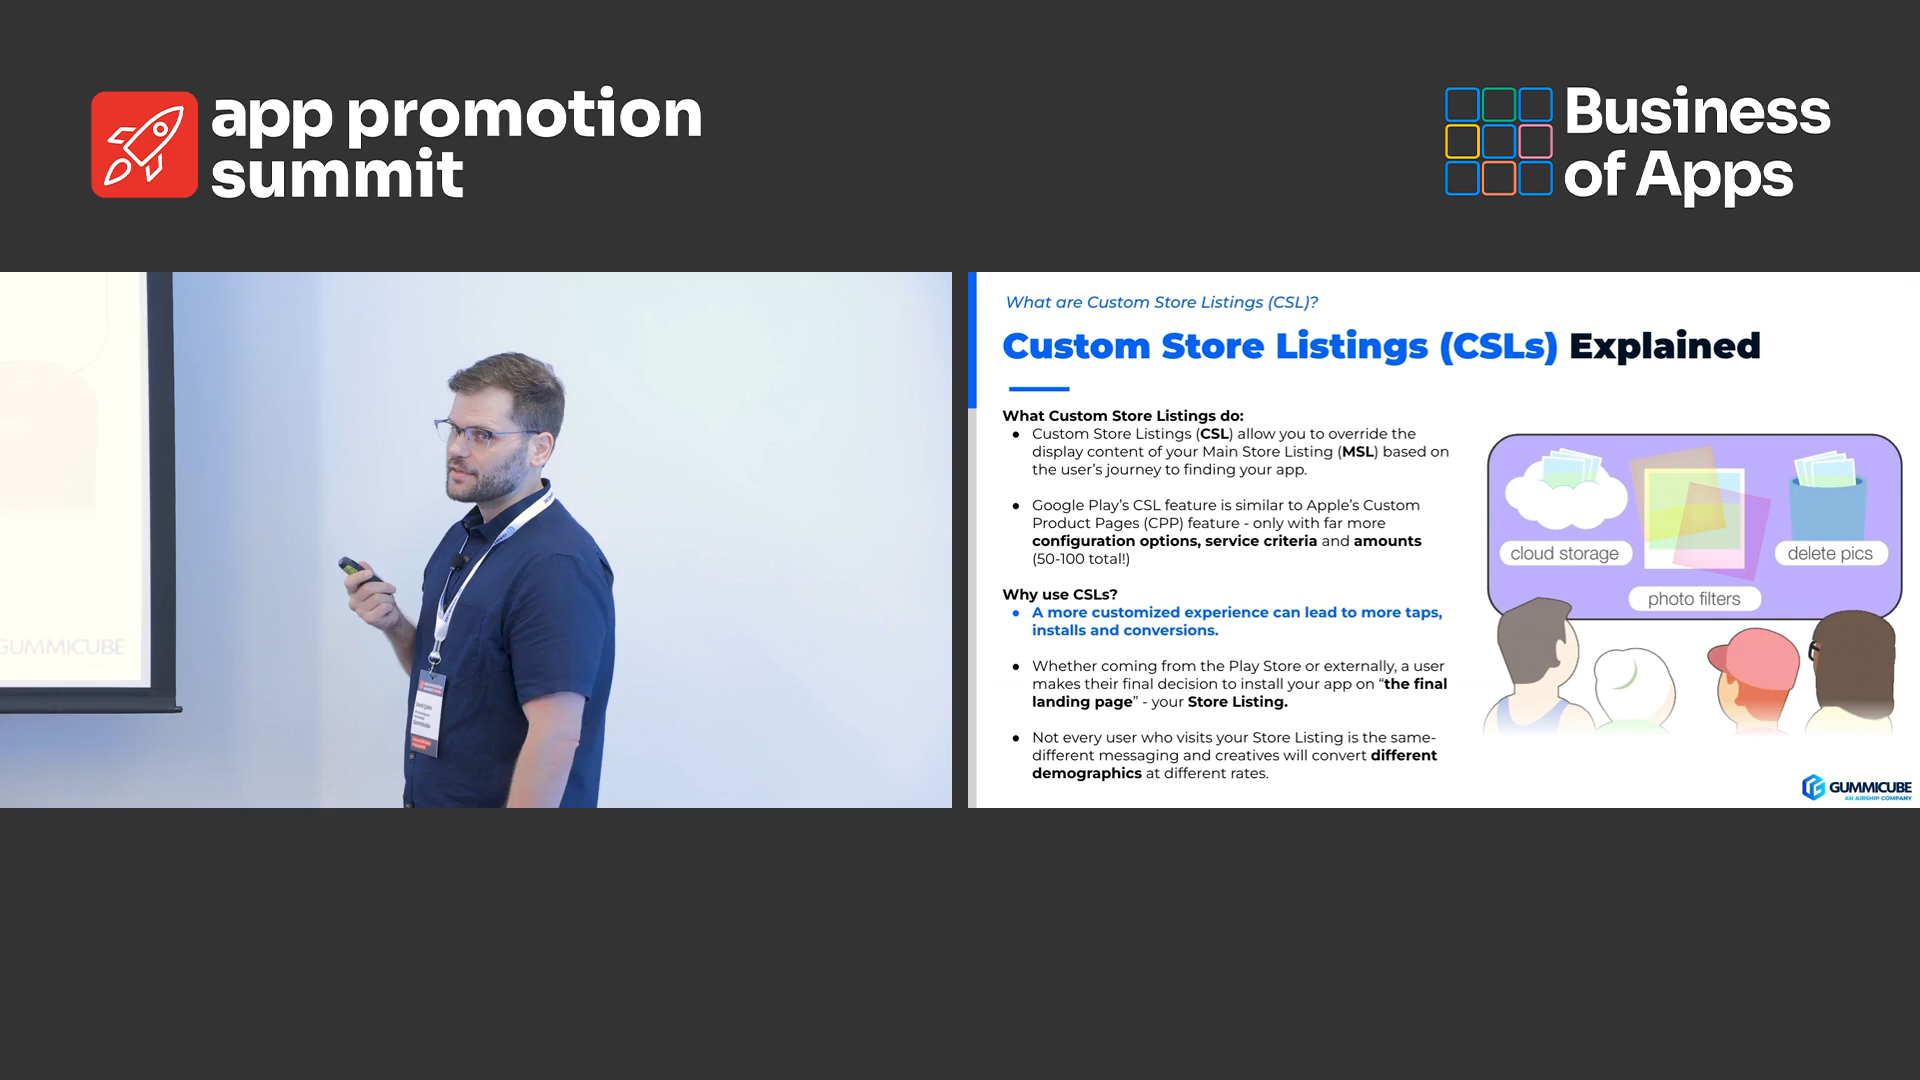 app promotion
summit
Business
of Apps
GUMMICUBE
What are Custom Store Listings (CSL)?
Custom Store Listings (CSLs) Explained
What Custom Store Listings do:
● Custom Store Listings (CSL) allow you to override the
display content of your Main Store Listing (MSL) based on
the user's journey to finding your app.
● Google Play's CSL feature is similar to Apple's Custom
Product Pages (CPP) feature - only with far more
configuration options, service criteria and amounts
(50-100 total!)
Why use CSLs?
● A more customized experience can lead to more taps,
installs and conversions.
● Whether coming from the Play Store or externally, a user
makes their final decision to install your app on “the final
landing page” - your Store Listing.
● Not every user who visits your Store Listing is the same-
different messaging and creatives will convert different
demographics at different rates.
cloud storage
delete pics
photo filters
GUMMICUBE
AN AIRSHIP COMPANY